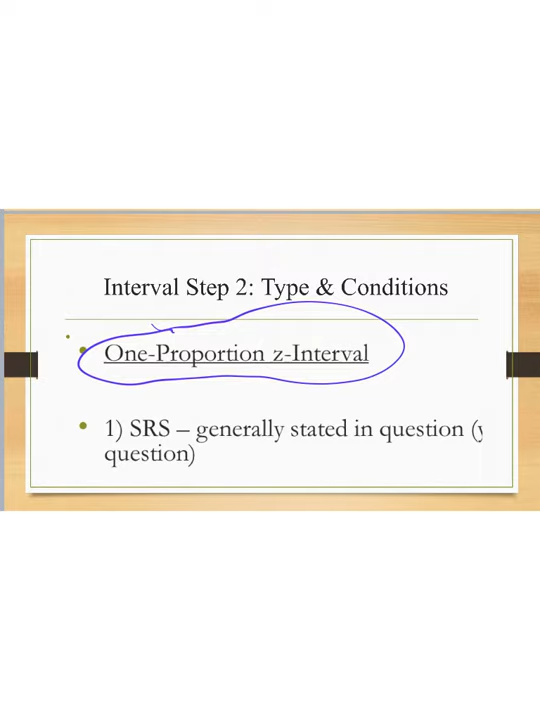 Interval Step 2: Type & Conditions
• One-Proportion z-Interval
• 1) SRS – generally stated in question (
question)